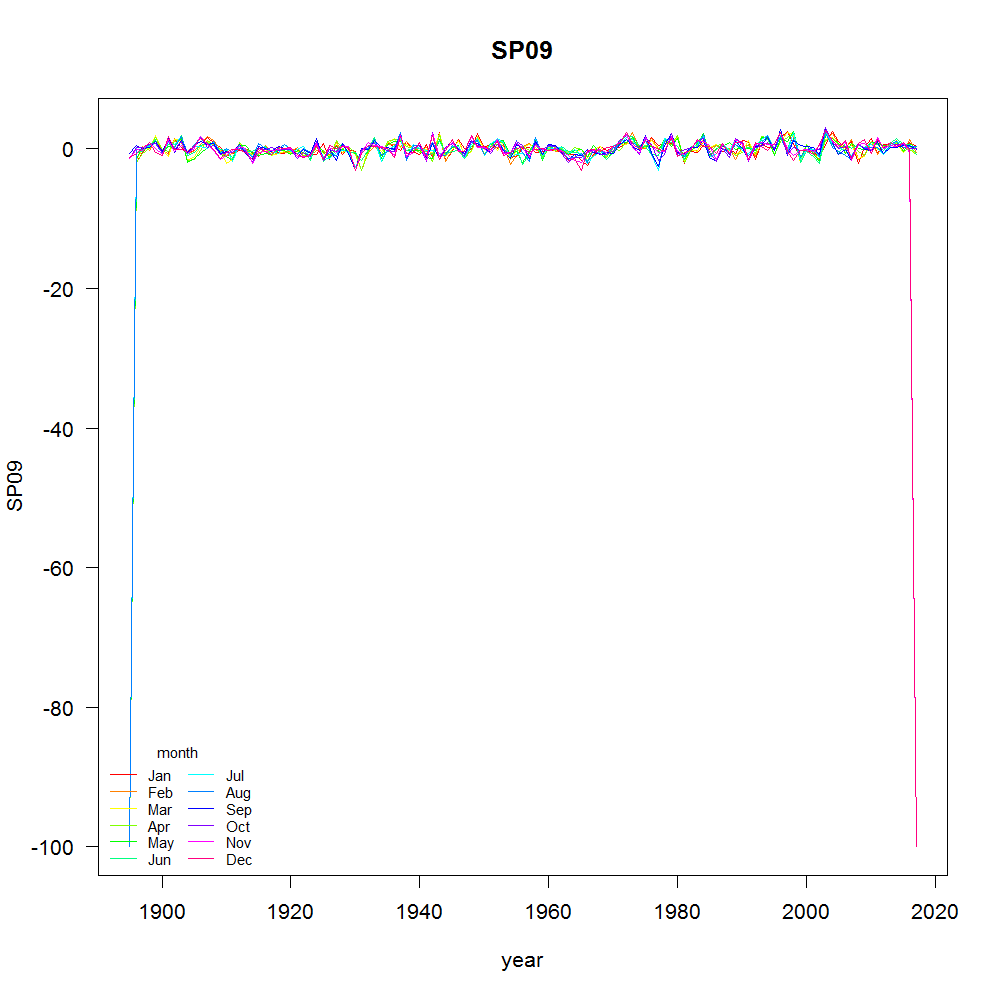 SP09
0
-20
-40
-60
-80
-100
SP09
month
Jan Jul
Feb Aug
Mar Sep
Apr Oct
May Nov
Jun Dec
1900 1920 1940 1960 1980 2000 2020
year